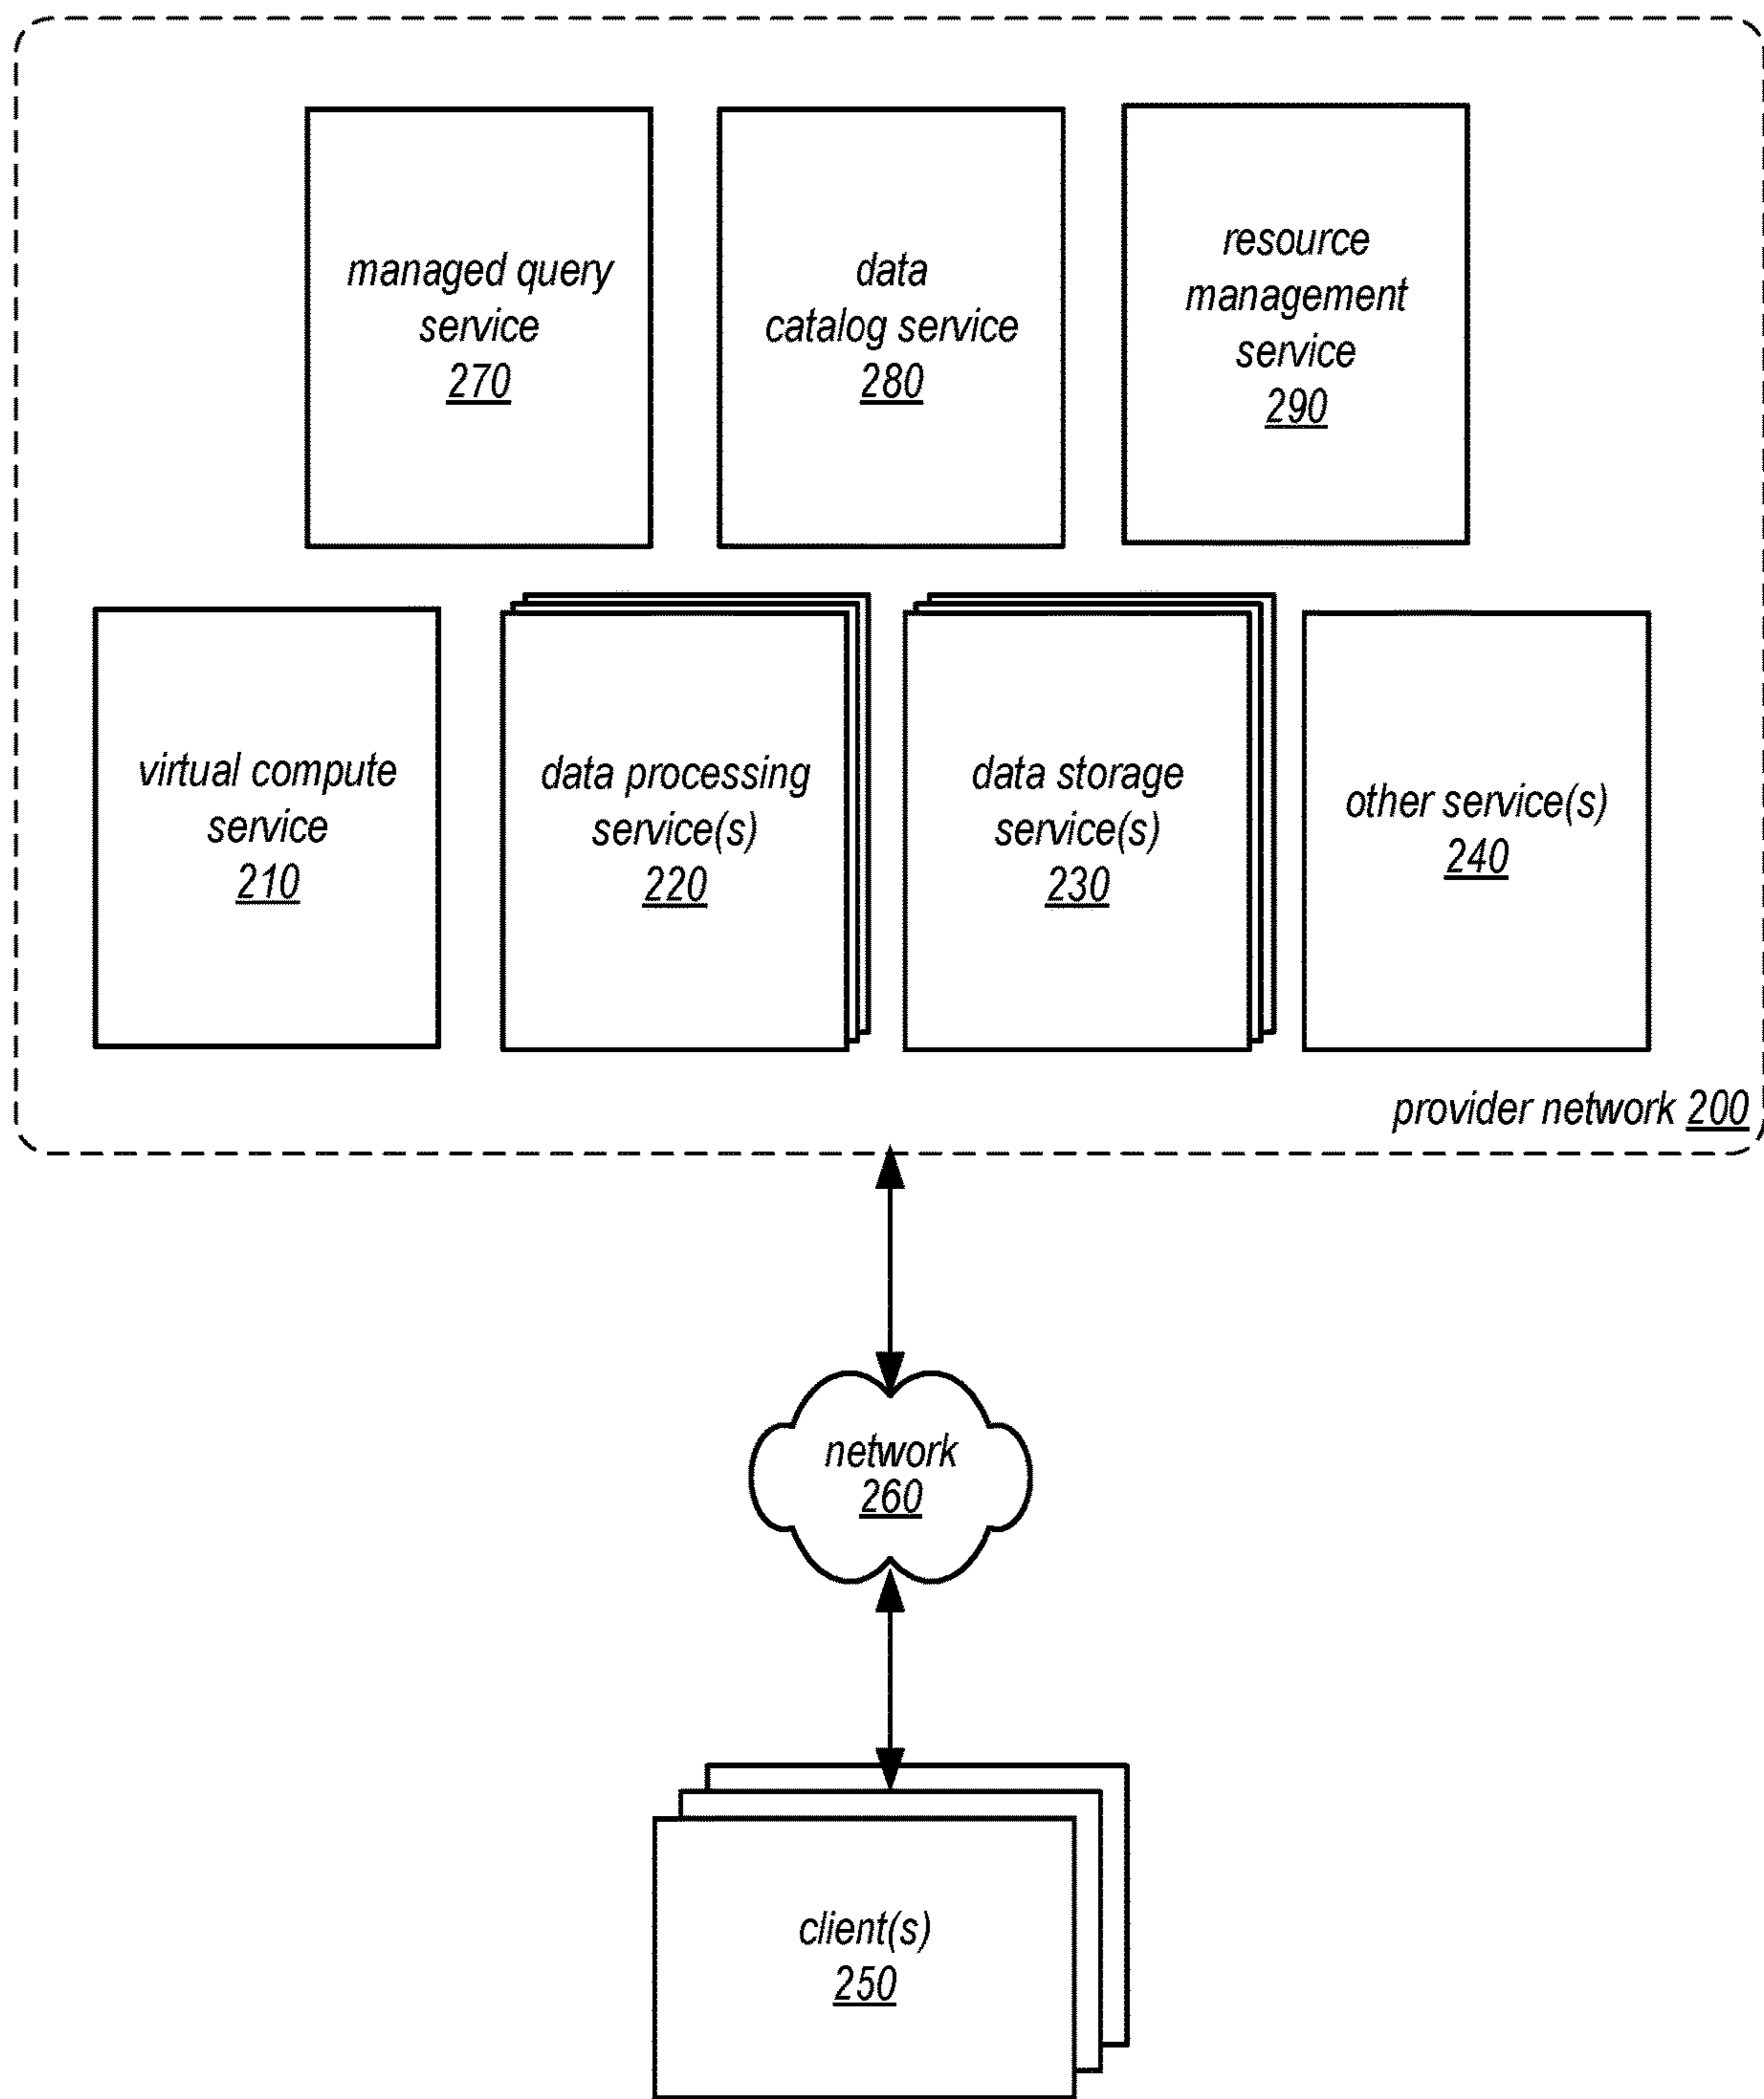 managed query
service
270
data
catalog service
280
resource
management
service
290
virtual compute
service
210
data processing
service(s)
220
data storage
service(s)
230
other service(s)
240
provider network 200
network
260
client(s)
250